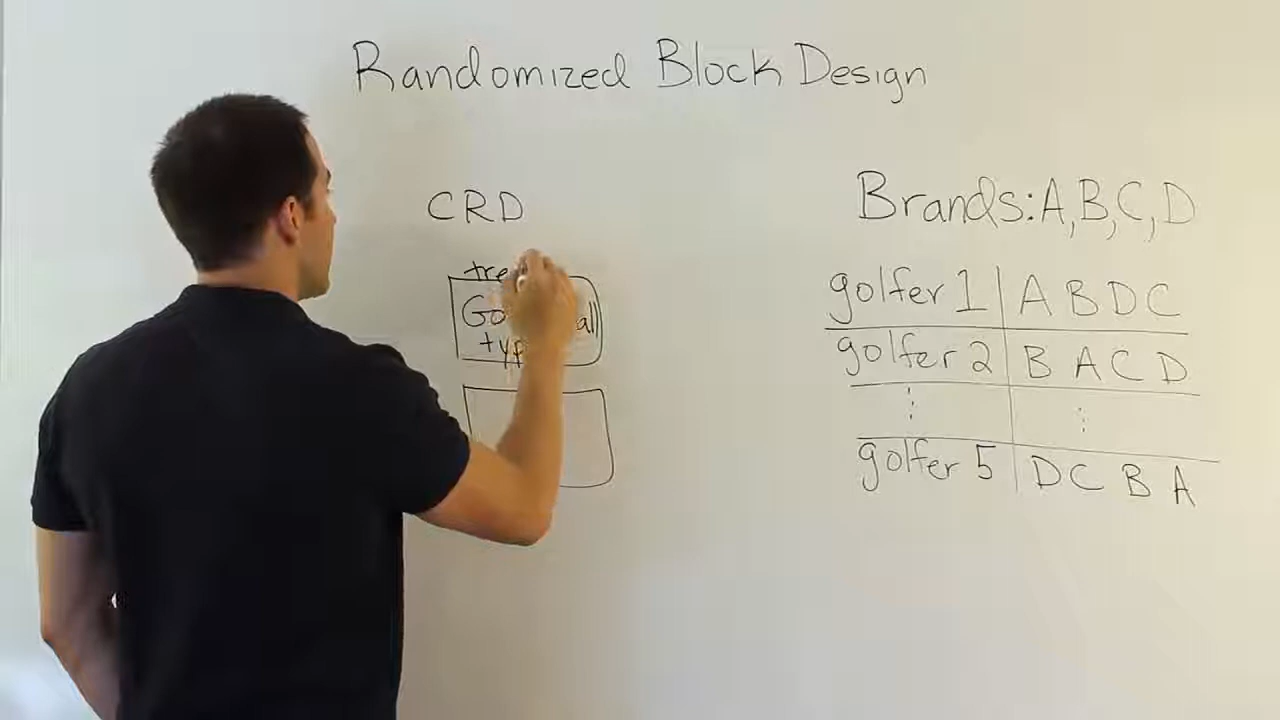 Randomized Block Design
CRD
Brands: A, B, C, D
golfer 1 A B D C
golfer 2 B A C D
⋮ ⋮
golfer 5 D C B A